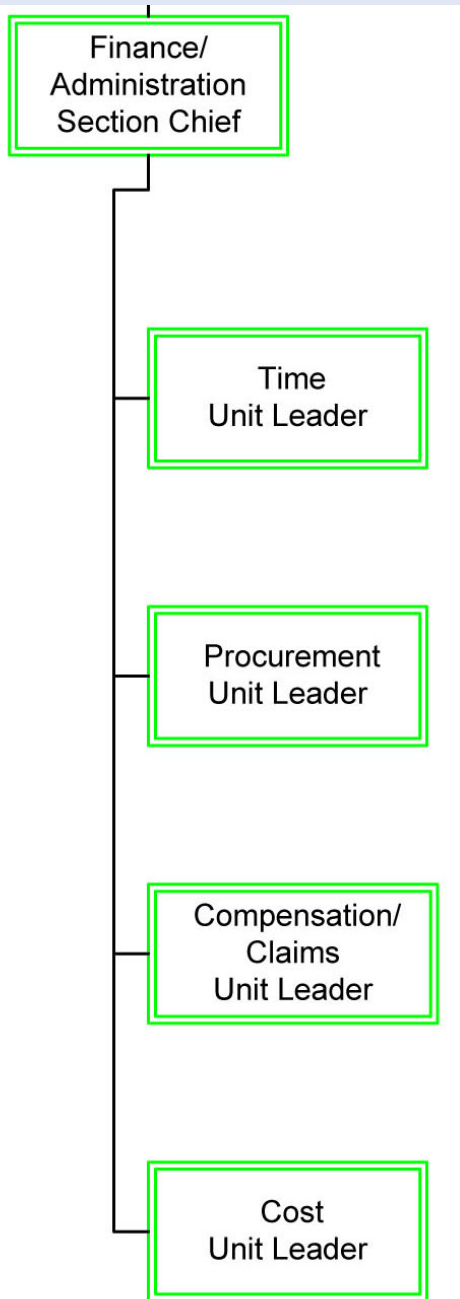 Finance/
Administration
Section Chief
Time
Unit Leader
Procurement
Unit Leader
Compensation/
Claims
Unit Leader
Cost
Unit Leader